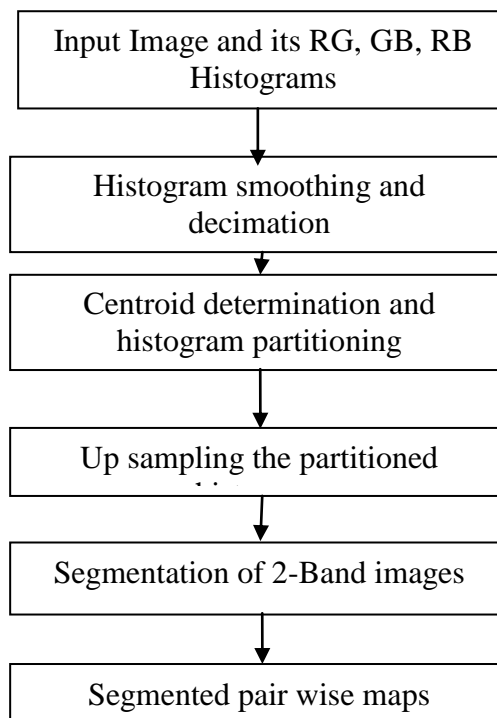 Input Image and its RG, GB, RB
Histograms
Histogram smoothing and
decimation
Centroid determination and
histogram partitioning
Up sampling the partitioned
Segmentation of 2-Band images
Segmented pair wise maps